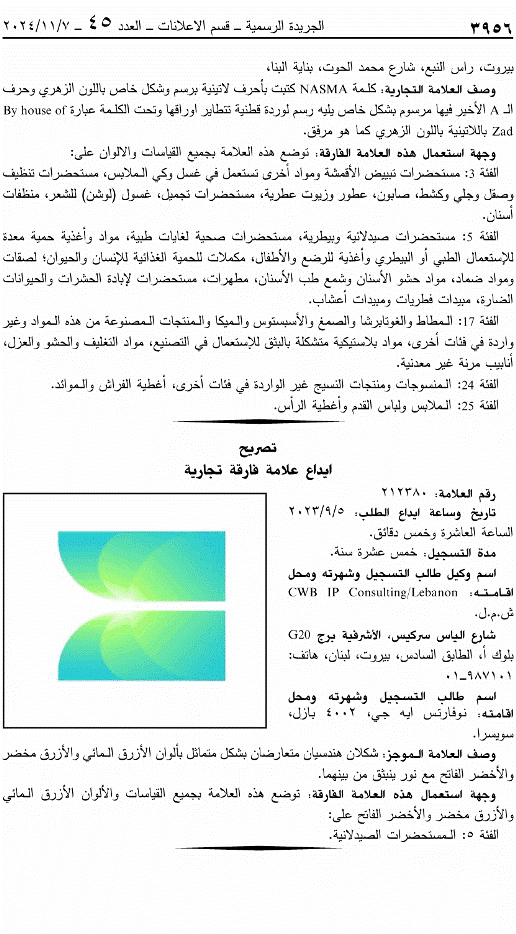 ٣٩٥٦
الجريدة الرسمية ــ قسم الاعلانات ــ العدد ٤٥ ــ ٢٠٢٤/١١/٧
بيروت، راس النبع، شارع محمد الحوت، بناية البنا،
وصف العلامة التجارية: كلمة NASMA كتبت بأحرف لاتينية برسم وشكل خاص باللون الزهري وحرف
الـ A الأخير فيها مرسوم بشكل خاص يليه رسم لوردة قطنية تتطاير اوراقها وتحت الكلمة عبارة By house of
Zad باللاتينية باللون الزهري كما هو مرفق.
وجهة استعمال هذه العلامة الفارقة: توضع هذه العلامة بجميع القياسات والالوان على:
الفئة 3: مستحضرات تبييض الأقمشة ومواد أخرى تستعمل في غسل وكي الملابس، مستحضرات تنظيف
وصقل وجلي وكشط، صابون، عطور وزيوت عطرية، مستحضرات تجميل، غسول (لوشن) للشعر، منظفات
أسنان.
الفئة 5: مستحضرات صيدلانية وبيطرية، مستحضرات صحية لغايات طبية، مواد وأغذية حمية معدة
للإستعمال الطبي أو البيطري وأغذية للرضع والأطفال، مكملات للحمية الغذائية للإنسان والحيوان؛ لصقات
ومواد ضماد، مواد حشو الأسنان وشمع طب الأسنان، مطهرات، مستحضرات لإبادة الحشرات والحيوانات
الضارة، مبيدات فطريات ومبيدات أعشاب.
الفئة 17: المطاط والغوتابرشا والصمغ والأسبستوس والميكا والمنتجات المصنوعة من هذه المواد وغير
واردة في فئات أخرى، مواد بلاستيكية متشكلة بالبثق للإستعمال في التصنيع، مواد التغليف والحشو والعزل،
أنابيب مرنة غير معدنية.
الفئة 24: المنسوجات ومنتجات النسيج غير الواردة في فئات أخرى، أغطية الفراش والموائد.
الفئة 25: الملابس ولباس القدم وأغطية الرأس.
تصريح
ايداع علامة فارقة تجارية
رقم العلامة: ٢١٢٣٨٠
تاريخ وساعة ايداع الطلب: ٢٠٢٣/٩/٥
الساعة العاشرة وخمس دقائق.
مدة التسجيل: خمس عشرة سنة.
اسم وكيل طالب التسجيل وشهرته ومحل
اقامته: CWB IP Consulting/Lebanon
ش.م.ل.
شارع الياس سركيس، الأشرفية برج G20
بلوك أ، الطابق السادس، بيروت، لبنان، هاتف:
٠١ــ٩٨٧١٠١
اسم طالب التسجيل وشهرته ومحل
اقامته: نوفارتس ايه جي، ٤٠٠٢ بازل،
سويسرا.
وصف العلامة الموجز: شكلان هندسيان متعارضان بشكل متماثل بألوان الأزرق المائي والأزرق مخضر
والأخضر الفاتح مع نور ينبثق من بينهما.
وجهة استعمال هذه العلامة الفارقة: توضع هذه العلامة بجميع القياسات والألوان الأزرق المائي
والأزرق مخضر والأخضر الفاتح على:
الفئة ٥: المستحضرات الصيدلانية.